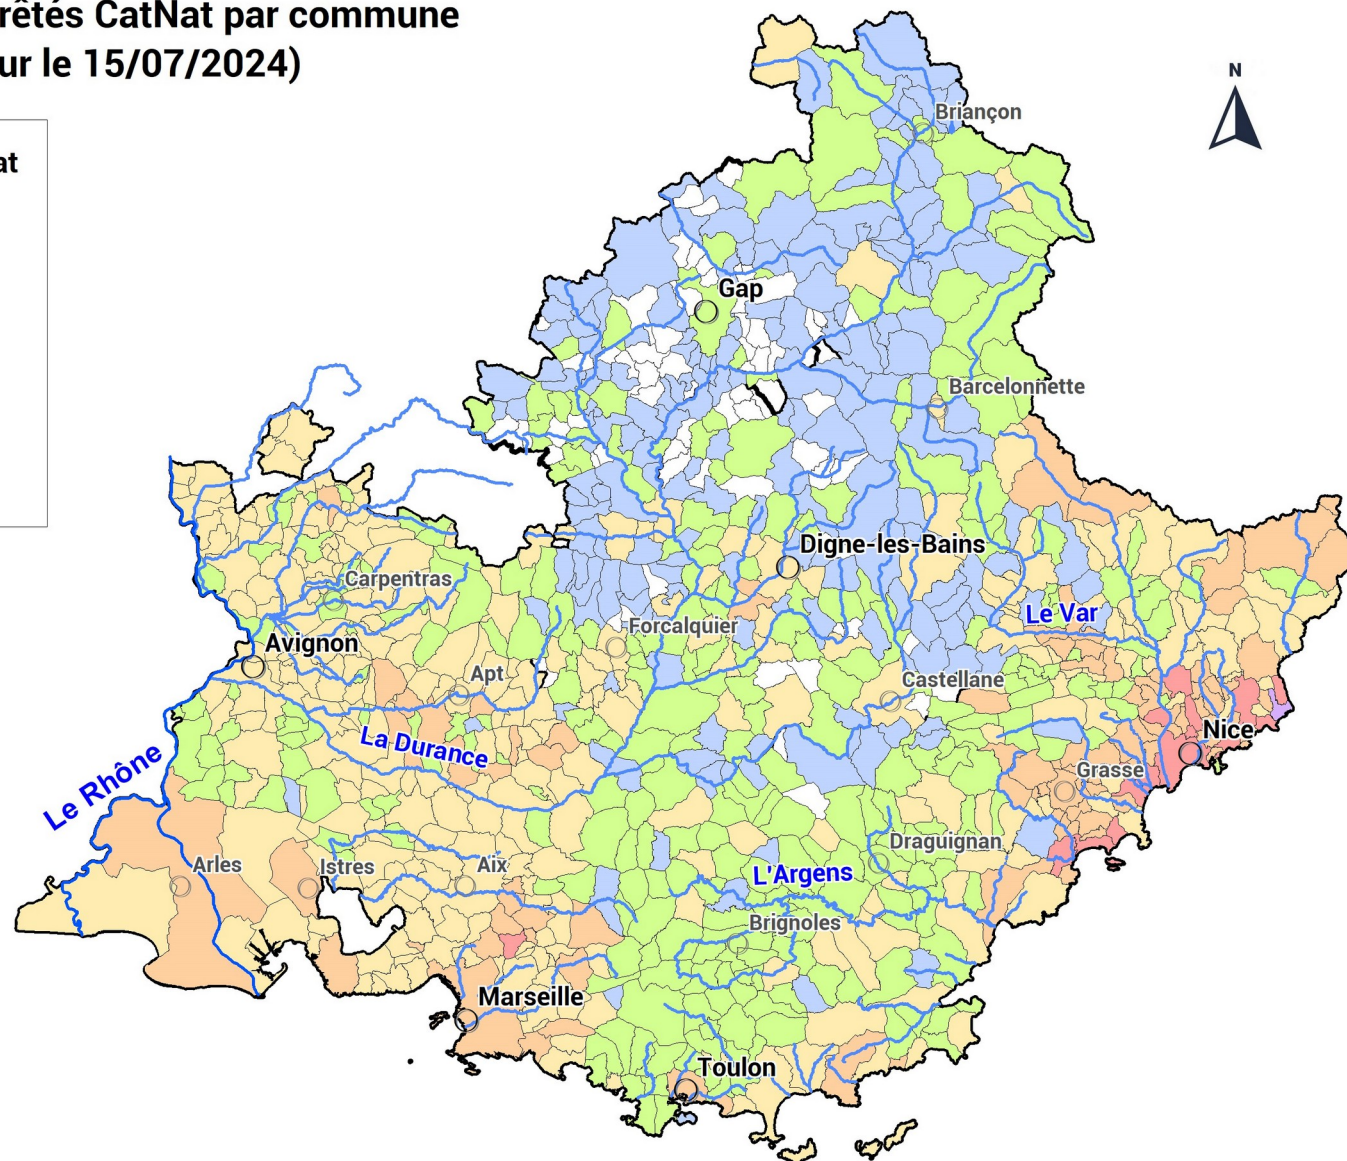 rêtés CatNat par commune
ur le 15/07/2024)
at
N
Briançon
Gap
Barcelonnette
Digne-les-Bains
Carpentras
Le Var
Forcalquier
Avignon
Apt
Castellane
Nice
La Durance
Le Rhône
Grasse
Draguignan
Arles
Istres
Aix
L'Argens
Brignoles
Marseille
Toulon